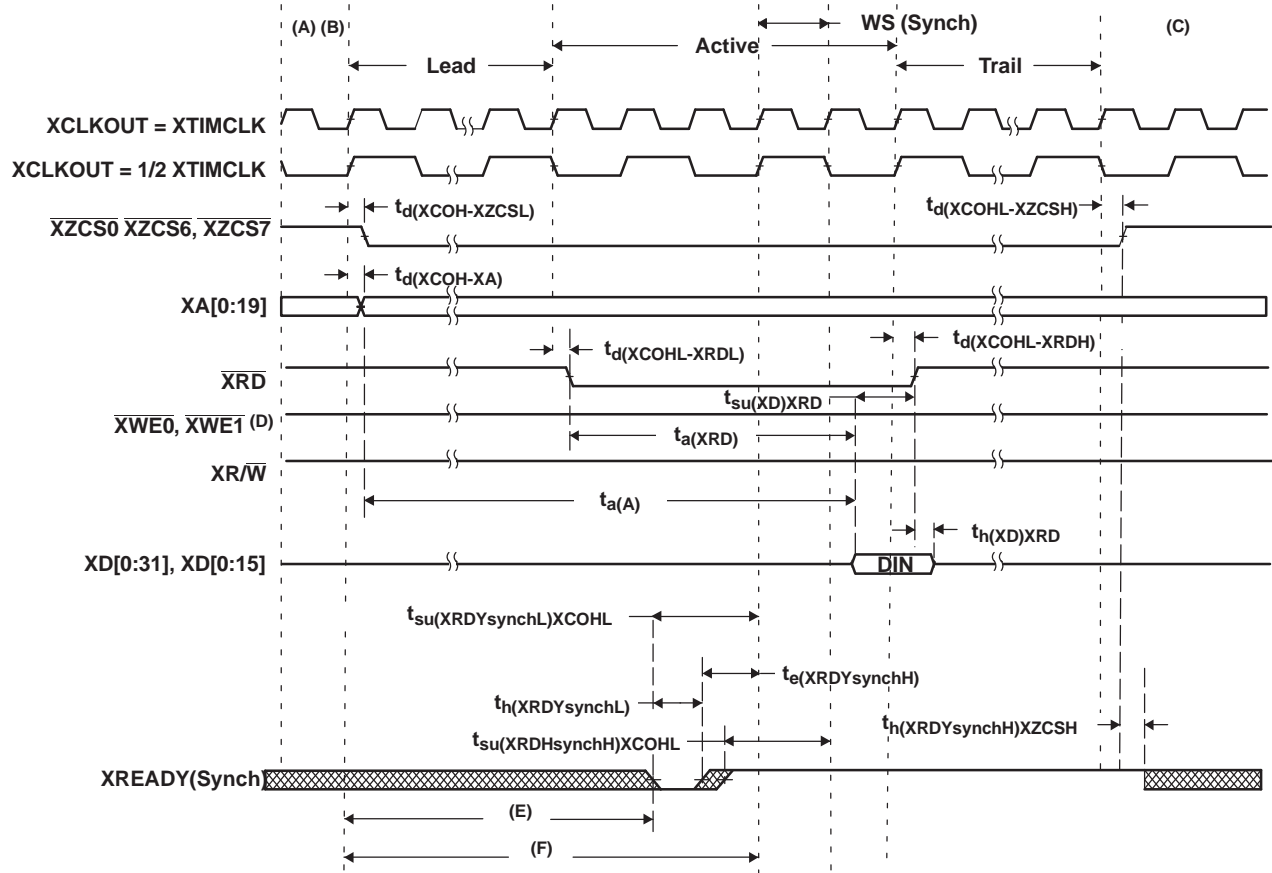 (A) (B)
WS (Synch)
(C)
Active
Lead
Trail
XCLKOUT = XTIMCLK
XCLKOUT = 1/2 XTIMCLK
td(XCOH-XZCSL)
td(XCOHL-XZCSH)
XZCS0 XZCS6, XZCS7
td(XCOH-XA)
XA[0:19]
td(XCOHL-XRDL)
td(XCOHL-XRDH)
XRD
tsu(XD)XRD
XWE0, XWE1 (D)
ta(XRD)
XR/W
ta(A)
th(XD)XRD
XD[0:31], XD[0:15]
DIN
tsu(XRDYsynchL)XCOHL
te(XRDYsynchH)
th(XRDYsynchL)
th(XRDYsynchH)XZCSH
tsu(XRDHsynchH)XCOHL
XREADY(Synch)
(E)
(F)